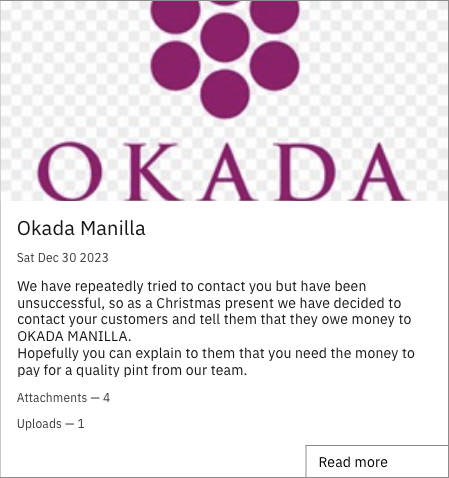 OKADA
Okada Manilla
Sat Dec 30 2023
We have repeatedly tried to contact you but have been
unsuccessful, so as a Christmas present we have decided to
contact your customers and tell them that they owe money to
OKADA MANILLA.
Hopefully you can explain to them that you need the money to
pay for a quality pint from our team.
Attachments — 4
Uploads — 1
Read more